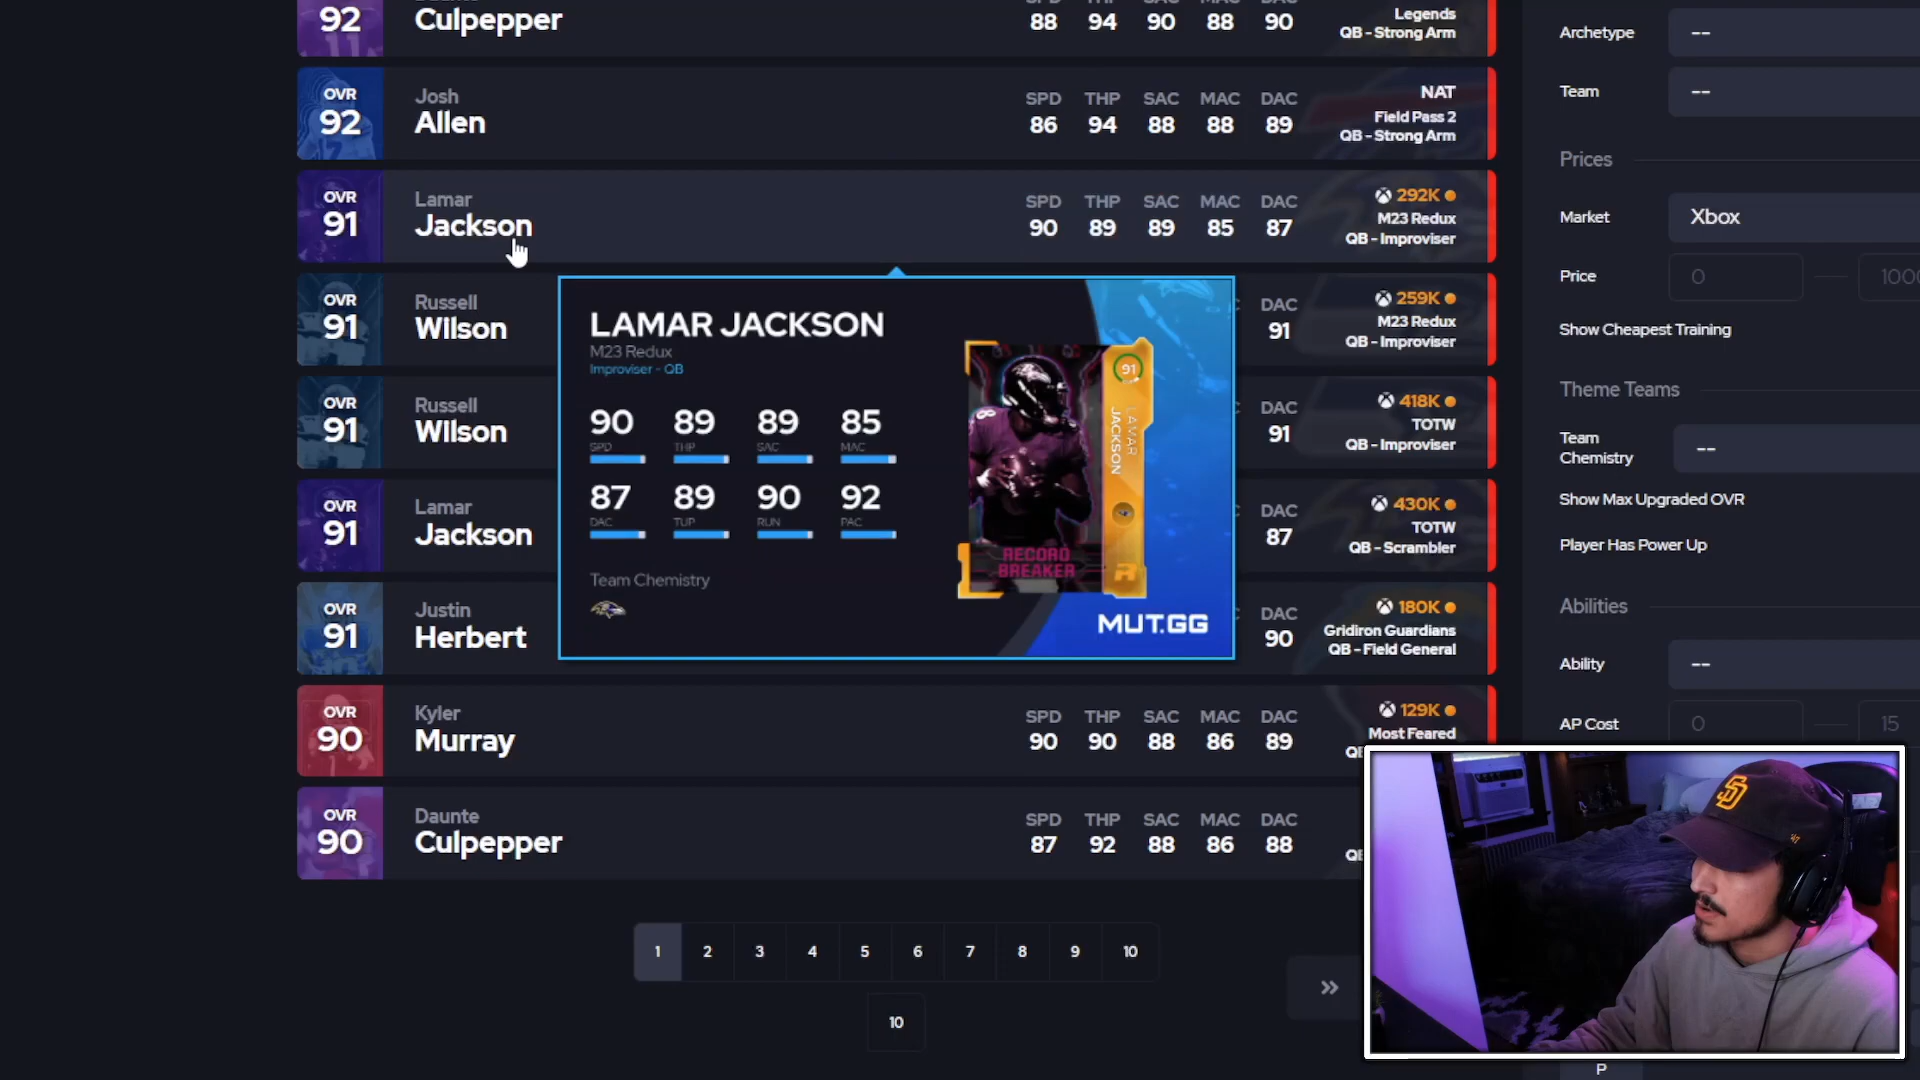 92
Culpepper
88 94 90 88 90
Legends
QB - Strong Arm
OVR
92
Josh
Allen
SPD THP SAC MAC DAC
86 94 88 88 89
NAT
Field Pass 2
QB - Strong Arm
OVR
91
Lamar
Jackson
SPD THP SAC MAC DAC
90 89 89 85 87
292K
M23 Redux
QB - Improviser
OVR
91
Russell
Wilson
DAC
91
259K
M23 Redux
QB - Improviser
OVR
91
Russell
Wilson
DAC
91
418K
TOTW
QB - Improviser
OVR
91
Lamar
Jackson
DAC
87
430K
TOTW
QB - Scrambler
OVR
91
Justin
Herbert
DAC
90
180K
Gridiron Guardians
QB - Field General
LAMAR JACKSON
M23 Redux
Improviser - QB
90 89 89 85
SPD THP SAC MAC
87 89 90 92
DAC TUP RUN PAC
Team Chemistry
91
LAMAR
JACKSON
8
RECORD
BREAKER
R
MUT.GG
OVR
90
Kyler
Murray
SPD THP SAC MAC DAC
90 90 88 86 89
129K
Most Feared
OVR
90
Daunte
Culpepper
SPD THP SAC MAC DAC
87 92 88 86 88
1 2 3 4 5 6 7 8 9 10
»
10
Archetype --
Team --
Prices
Market Xbox
Price 0
Show Cheapest Training
Theme Teams
Team
Chemistry --
Show Max Upgraded OVR
Player Has Power Up
Abilities
Ability --
AP Cost 0 15
SD
47
P